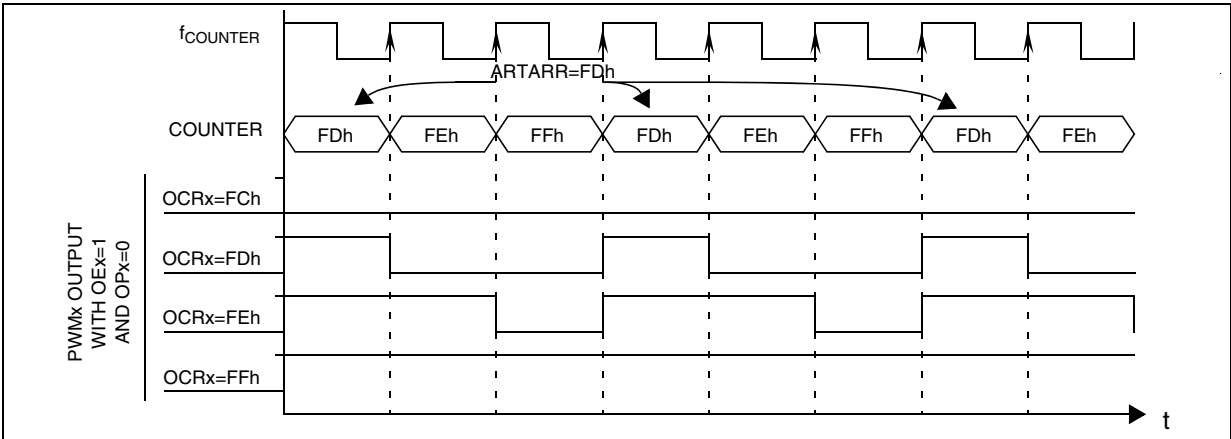 fCOUNTER
ARTARR=FDh
COUNTER
FDh FEh FFh FDh FEh FFh FDh FEh
PWMx OUTPUT
WITH OEx=1
AND OPx=0
OCRx=FCh
OCRx=FDh
OCRx=FEh
OCRx=FFh
t